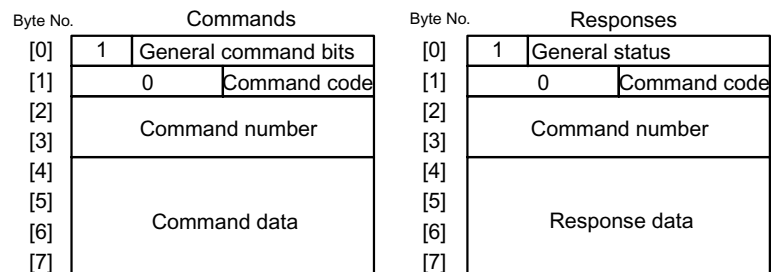 Byte No. Commands Byte No. Responses
[0] 1 General command bits [0] 1 General status
[1] 0 Command code [1] 0 Command code
[2] [2]
Command number Command number
[3] [3]
[4] [4]
[5] [5]
Command data Response data
[6] [6]
[7] [7]